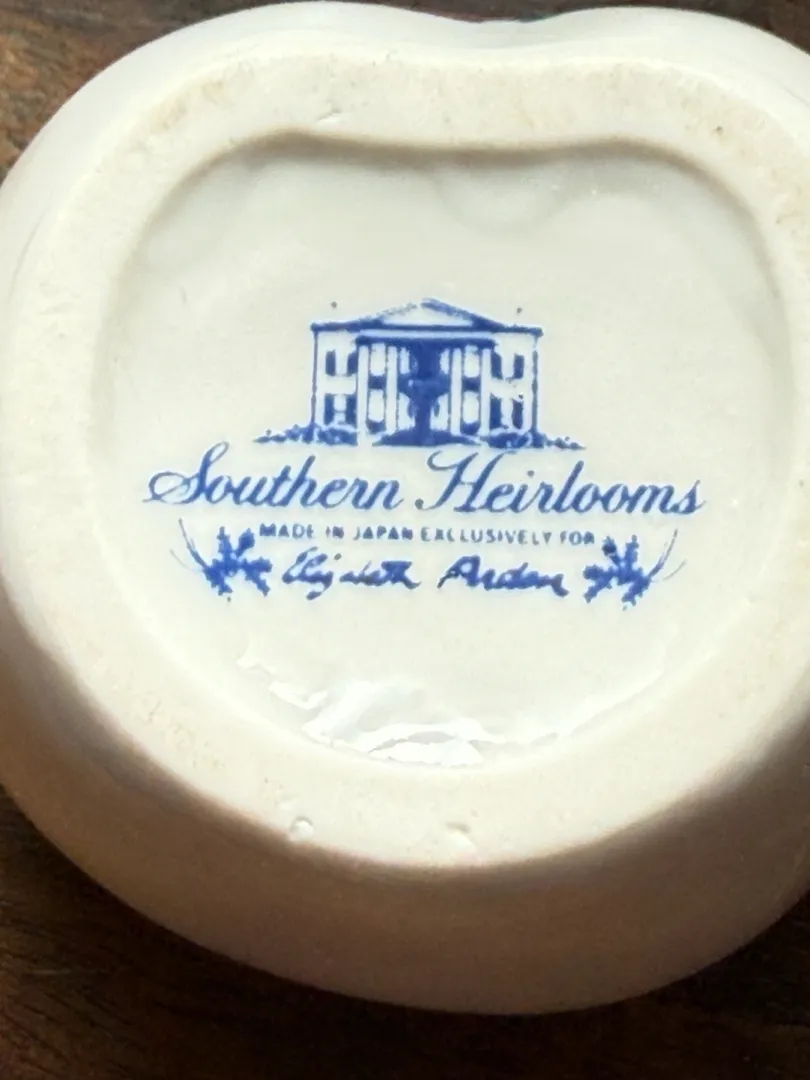 Southern Heirlooms
MADE IN JAPAN EXCLUSIVELY FOR
Elizabeth Arden